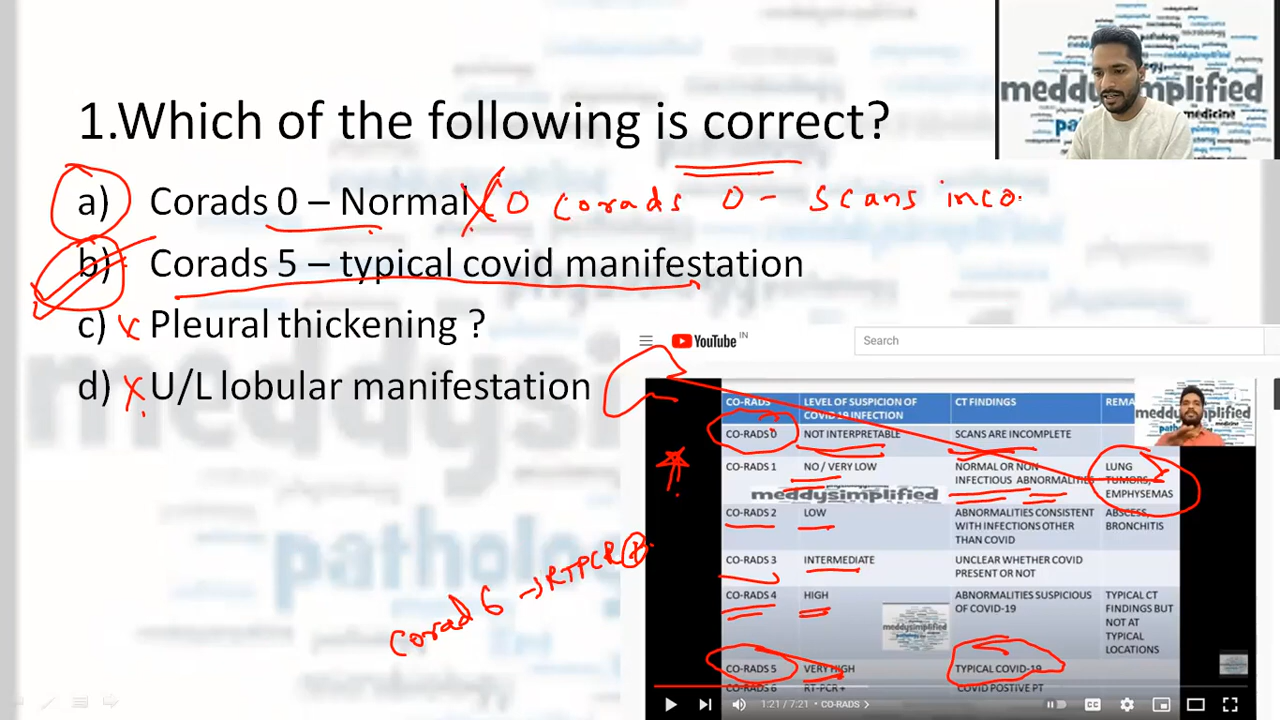 meddysimplified
medicine
1.Which of the following is correct?
a) Corads 0 – Normal
0 corads 0 - scans inco
b) Corads 5 – typical covid manifestation
c) x Pleural thickening ?
d) x U/L lobular manifestation
YouTube IN
Search
CO-RADS LEVEL OF SUSPICION OF COVID 19 INFECTION CT FINDINGS REMA
meddysimplified
CO-RADS 0 NOT INTERPRETABLE SCANS ARE INCOMPLETE
CO-RADS 1 NO / VERY LOW NORMAL OR NON INFECTIOUS ABNORMALITIES LUNG TUMORS, EMPHYSEMAS
meddysimplified
CO-RADS 2 LOW ABNORMALITIES CONSISTENT WITH INFECTIONS OTHER THAN COVID ABSCESS, BRONCHITIS
CO-RADS 3 INTERMEDIATE UNCLEAR WHETHER COVID PRESENT OR NOT
CO-RADS 4 HIGH ABNORMALITIES SUSPICIOUS OF COVID-19 TYPICAL CT FINDINGS BUT NOT AT TYPICAL LOCATIONS
meddysimplified
CO-RADS 5 VERY HIGH TYPICAL COVID-19
CO-RADS 6 RT-PCR + COVID POSTIVE PT
1:21 / 7:21 • CO-RADS >
Corad 6 → RTPCR +